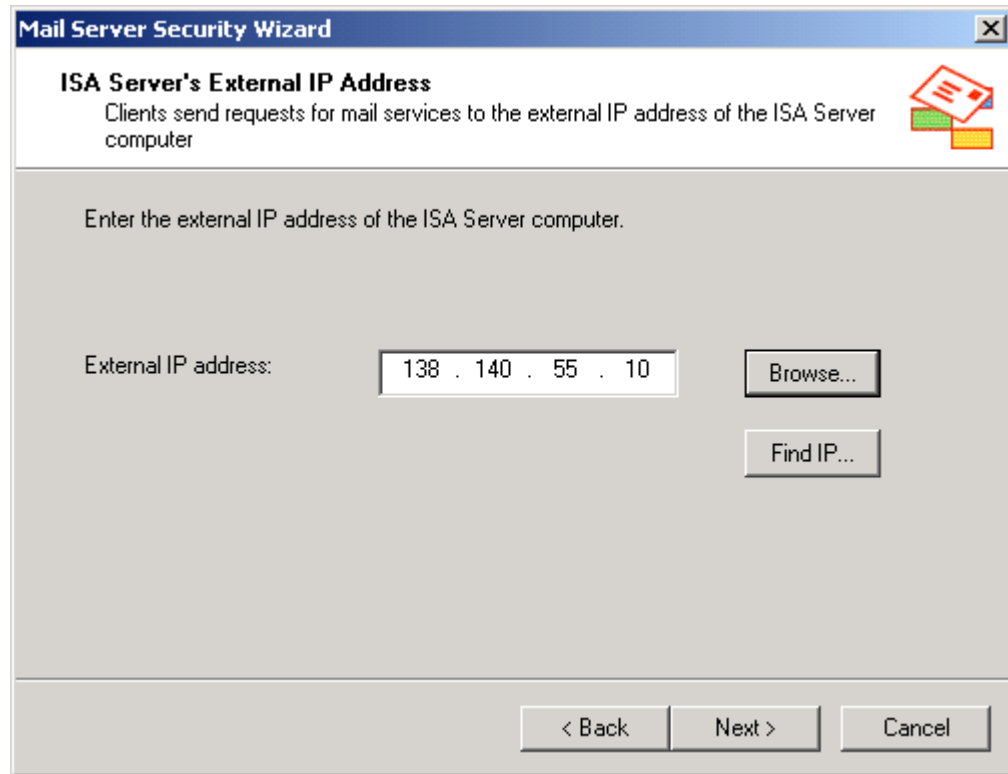 Mail Server Security Wizard
ISA Server's External IP Address
Clients send requests for mail services to the external IP address of the ISA Server
computer
Enter the external IP address of the ISA Server computer.
External IP address: 138 . 140 . 55 . 10 Browse...
Find IP...
< Back Next > Cancel